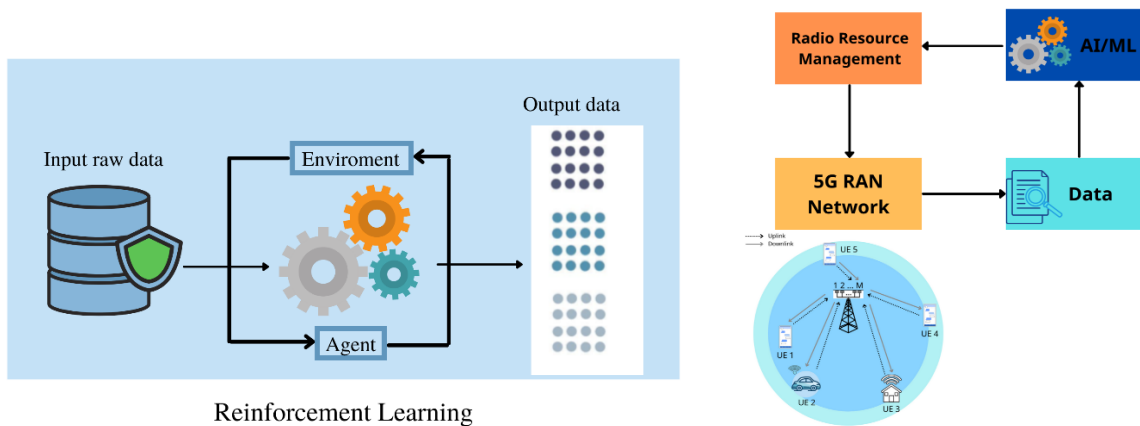 Input raw data
Enviroment
Agent
Output data
Reinforcement Learning
Radio Resource
Management
AI/ML
5G RAN
Network
Data
Uplink
Downlink
UE 5
1 2 ... M
UE 1
UE 4
UE 2
UE 3